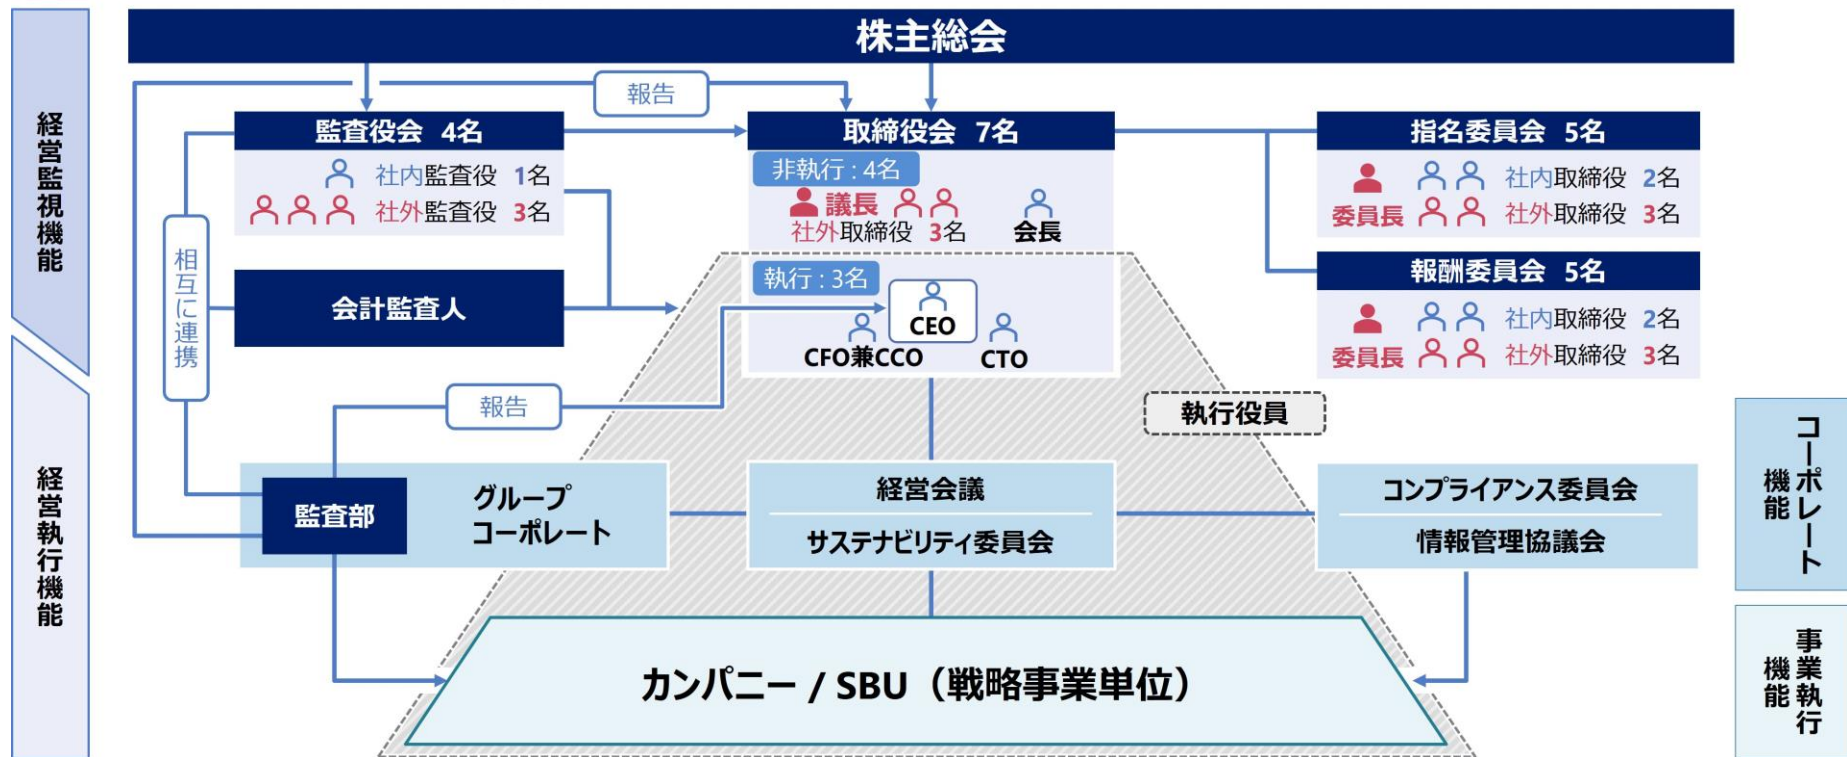 株主総会
報告
経営監視機能
監査役会 4名
社内監査役 1名
社外監査役 3名
取締役会 7名
非執行：4名
議長
社外取締役 3名
会長
指名委員会 5名
社内取締役 2名
委員長
社外取締役 3名
相互に連携
会計監査人
執行：3名
CEO
CFO兼CCO
CTO
報酬委員会 5名
社内取締役 2名
委員長
社外取締役 3名
報告
執行役員
経営執行機能
監査部
グループ
コーポレート
経営会議
サステナビリティ委員会
コンプライアンス委員会
情報管理協議会
コーポレート
機能
カンパニー / SBU（戦略事業単位）
事業執行
機能